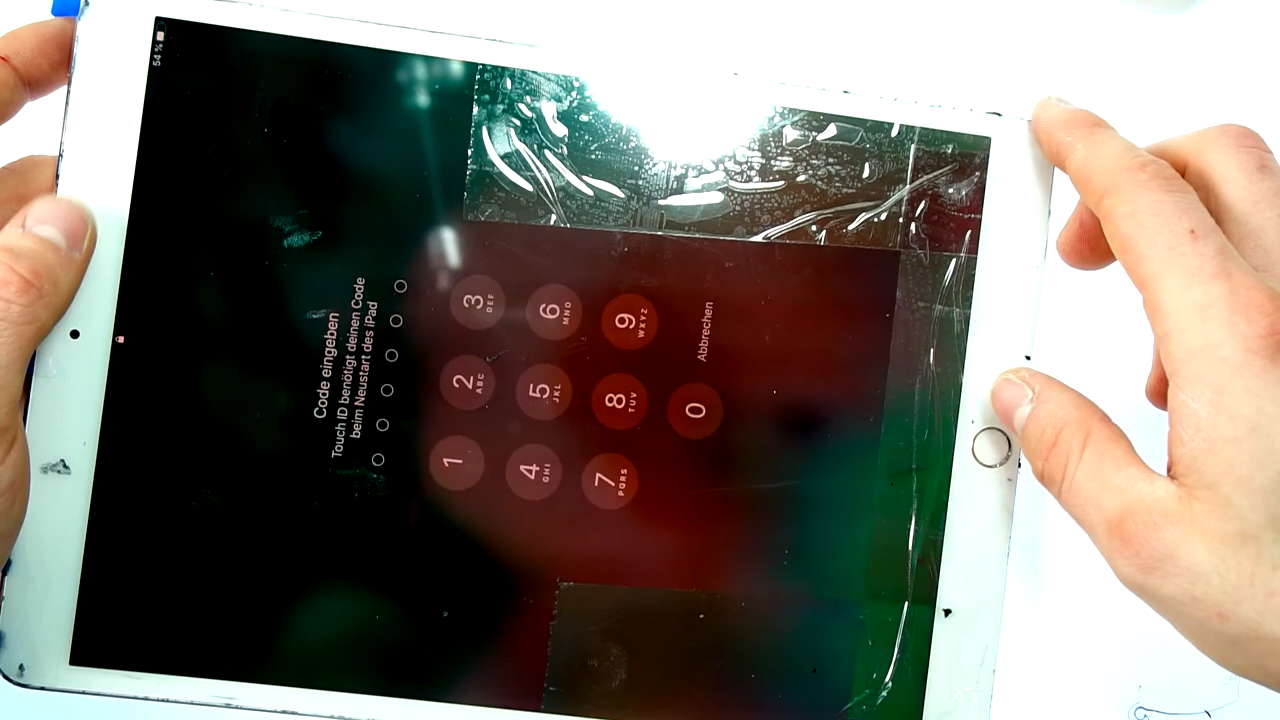 54 %
Code eingeben
Touch ID benötigt deinen Code
beim Neustart des iPad
1
2
ABC
3
DEF
4
GHI
5
JKL
6
MNO
7
PQRS
8
TUV
9
WXYZ
0
Abbrechen